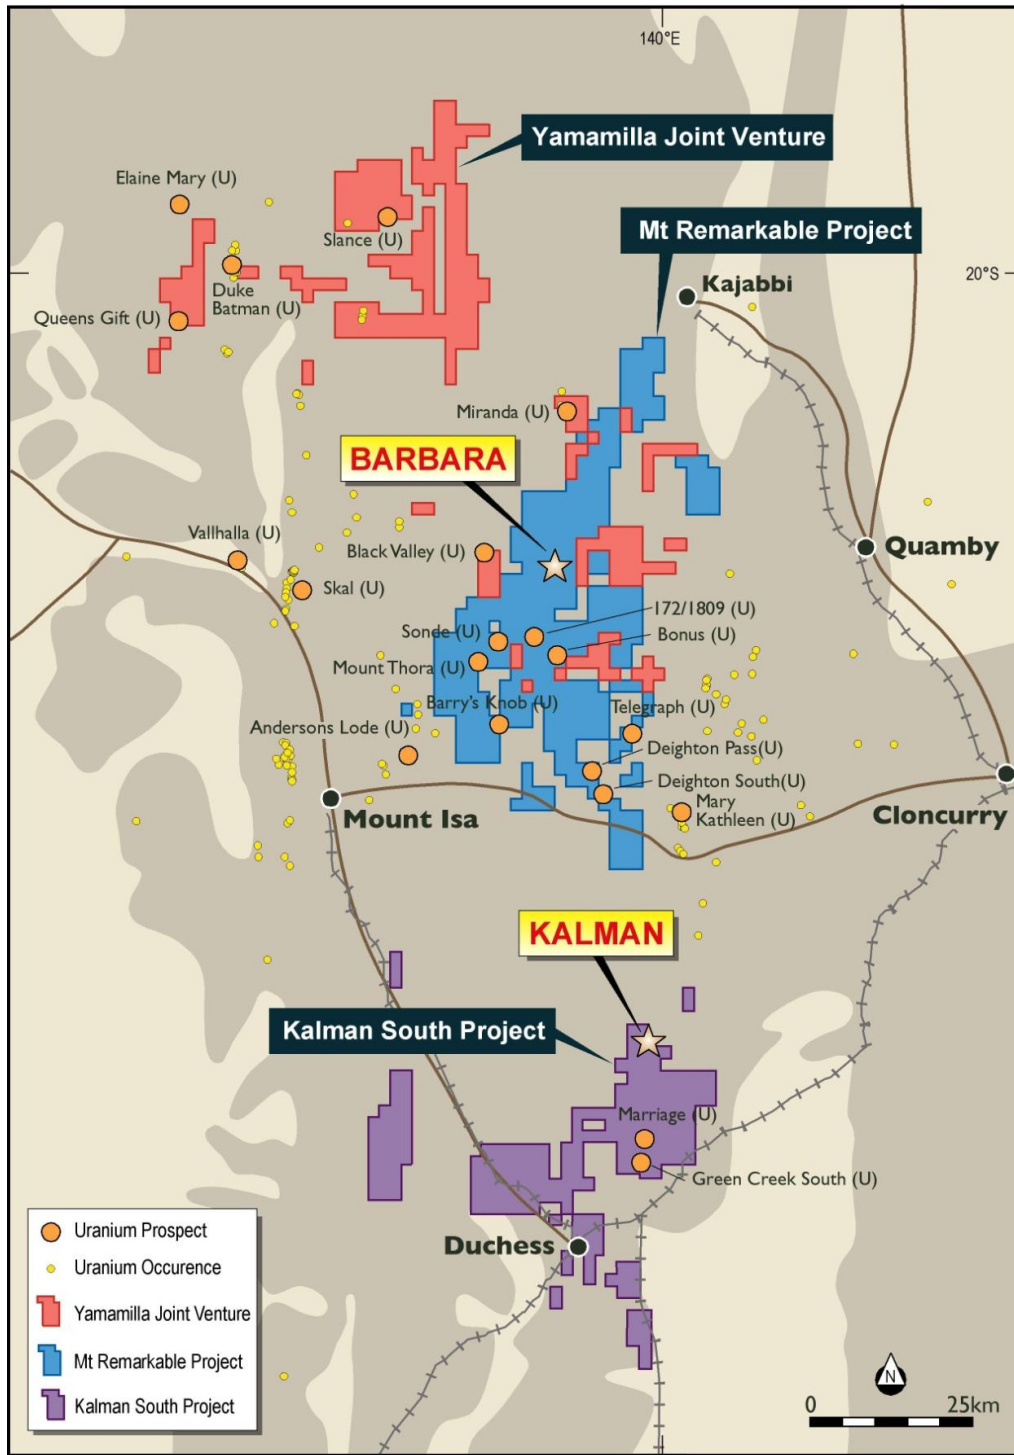 140°E
Yamamilla Joint Venture
Elaine Mary (U)
Slance (U)
Mt Remarkable Project
20°S
Duke
Batman (U)
Kajabbi
Queens Gift (U)
Miranda (U)
BARBARA
Vallhalla (U)
Black Valley (U)
Quamby
Skal (U)
172/1809 (U)
Sonde (U)
Bonus (U)
Mount Thora (U)
Barry's Knob (U)
Telegraph (U)
Andersons Lode (U)
Deighton Pass(U)
Deighton South(U)
Mary
Kathleen (U)
Mount Isa
Cloncurry
KALMAN
Kalman South Project
Marriage (U)
Green Creek South (U)
Duchess
Uranium Prospect
Uranium Occurence
Yamamilla Joint Venture
Mt Remarkable Project
Kalman South Project
N
0 25km